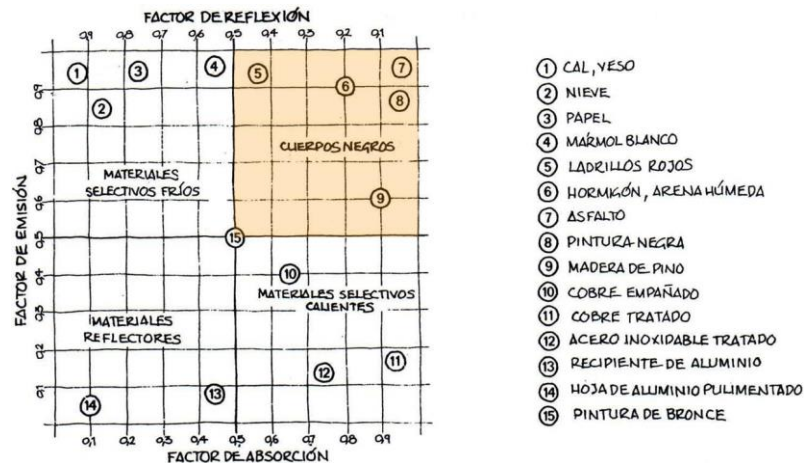 FACTOR DE REFLEXIÓN
0,9 0,8 0,7 0,6 0,5 0,4 0,3 0,2 0,1
FACTOR DE EMISIÓN
0,9
0,8
0,7
0,6
0,5
0,4
0,3
0,2
0,1
1
2
3
4
5
6
7
8
CUERPOS NEGROS
MATERIALES
SELECTIVOS FRÍOS
9
15
10
MATERIALES SELECTIVOS
CALIENTES
MATERIALES
REFLECTORES
11
12
13
14
0,1 0,2 0,3 0,4 0,5 0,6 0,7 0,8 0,9
FACTOR DE ABSORCIÓN
1 CAL, YESO
2 NIEVE
3 PAPEL
4 MÁRMOL BLANCO
5 LADRILLOS ROJOS
6 HORMIGÓN, ARENA HÚMEDA
7 ASFALTO
8 PINTURA NEGRA
9 MADERA DE PINO
10 COBRE EMPAÑADO
11 COBRE TRATADO
12 ACERO INOXIDABLE TRATADO
13 RECIPIENTE DE ALUMINIO
14 HOJA DE ALUMINIO PULIMENTADO
15 PINTURA DE BRONCE